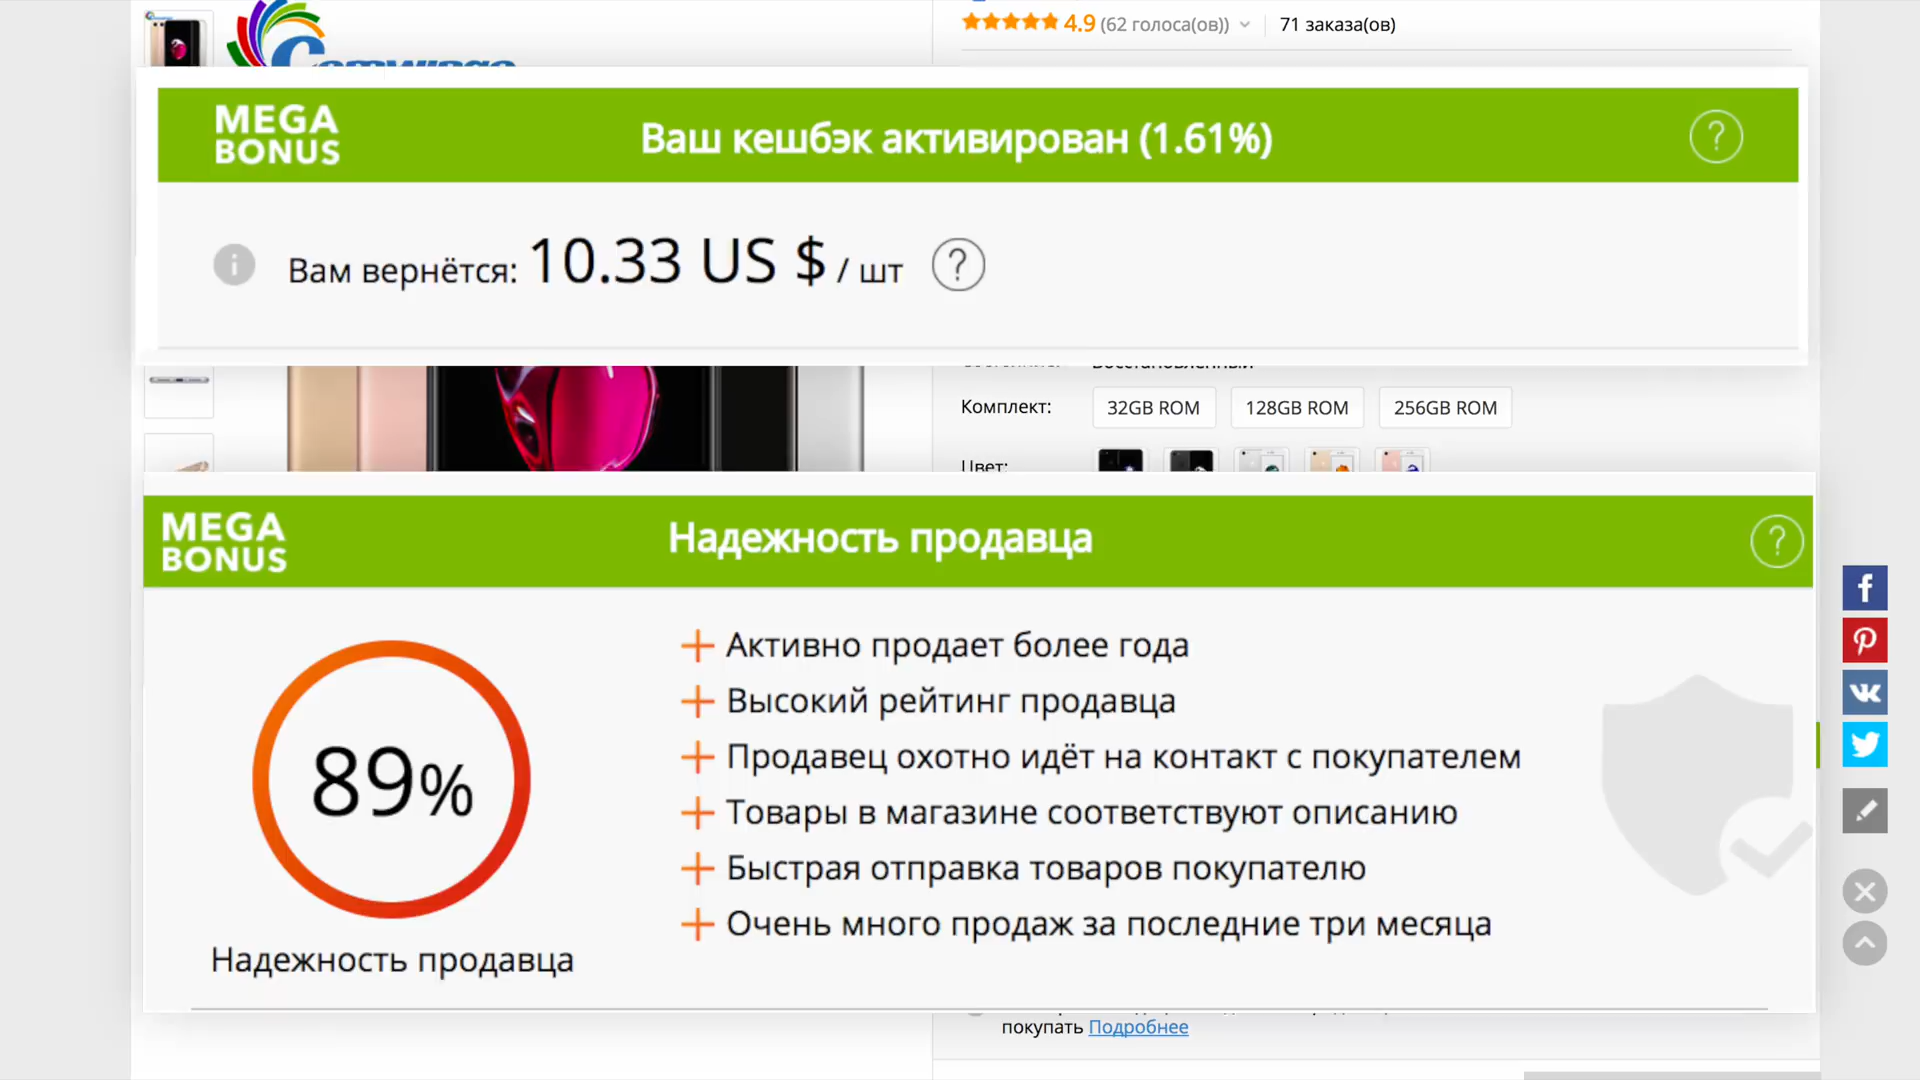 4.9 (62 голоса(ов)) 71 заказа(ов)
MEGA
BONUS
Ваш кешбэк активирован (1.61%)
?
i Вам вернётся: 10.33 US $ / шт ?
Восстановленный
Комплект: 32GB ROM 128GB ROM 256GB ROM
Цвет:
MEGA
BONUS
Надежность продавца
?
89%
Надежность продавца
Активно продает более года
Высокий рейтинг продавца
Продавец охотно идёт на контакт с покупателем
Товары в магазине соответствуют описанию
Быстрая отправка товаров покупателю
Очень много продаж за последние три месяца
покупать Подробнее